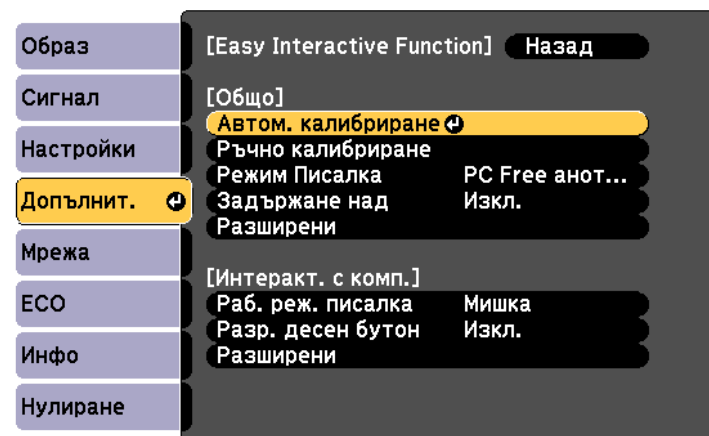 Образ
Сигнал
Настройки
Допълнит.
Мрежа
ECO
Инфо
Нулиране
[Easy Interactive Function] Назад
[Общо]
Автом. калибриране
Ръчно калибриране
Режим Писалка PC Free анот...
Задържане над Изкл.
Разширени
[Интеракт. с комп.]
Раб. реж. писалка Мишка
Разр. десен бутон Изкл.
Разширени